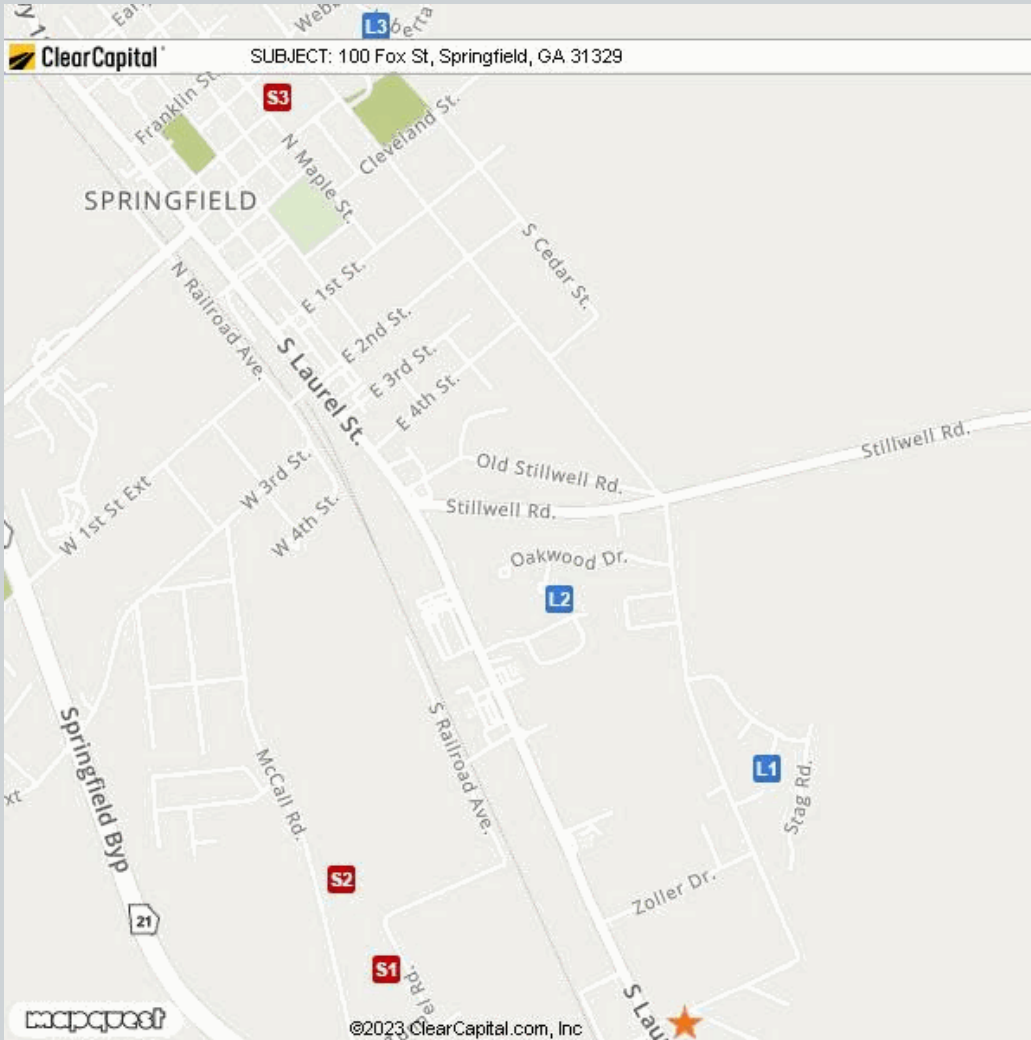 L3
ClearCapital
SUBJECT: 100 Fox St, Springfield, GA 31329
Franklin St.
S3
Cleveland St.
N Maple St.
SPRINGFIELD
S Cedar St.
N Railroad Ave.
E 1st St.
E 2nd St.
S Laurel St.
E 3rd St.
E 4th St.
Stillwell Rd.
Old Stillwell Rd.
W 3rd St.
W 1st St Ext
Stillwell Rd.
W 4th St.
Oakwood Dr.
L2
Springfield Byp
S Railroad Ave.
McCall Rd.
L1
Stag Rd.
xt
S2
Zoller Dr.
21
S1
el Rd.
S Lau
mapquest
©2023 ClearCapital.com, Inc